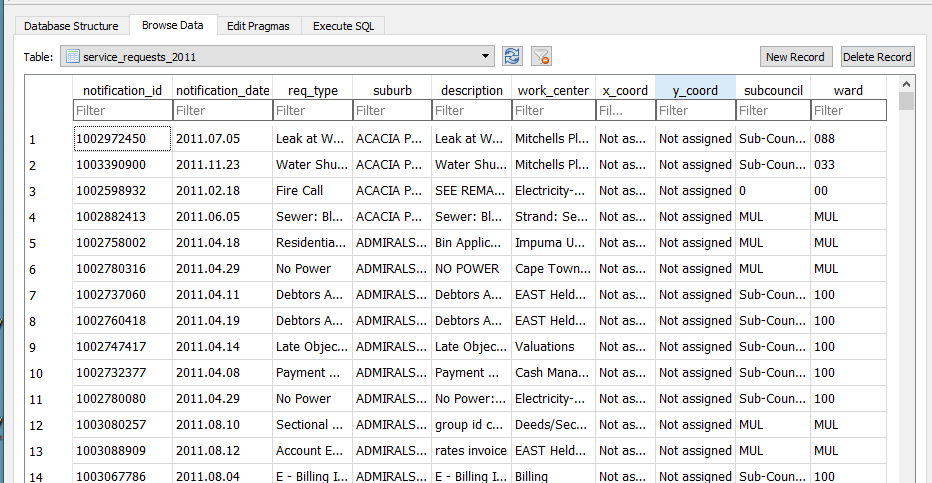 Database Structure Browse Data Edit Pragmas Execute SQL
Table: service_requests_2011 New Record Delete Record
notification_id notification_date req_type suburb description work_center x_coord y_coord subcouncil ward
Filter Filter Filter Filter Filter Filter Fil... Filter Filter Filter
1 1002972450 2011.07.05 Leak at W... ACACIA P... Leak at W... Mitchells Pl... Not as... Not assigned Sub-Coun... 088
2 1003390900 2011.11.23 Water Shu... ACACIA P... Water Shu... Mitchells Pl... Not as... Not assigned Sub-Coun... 033
3 1002598932 2011.02.18 Fire Call ACACIA P... SEE REMA... Electricity-... Not as... Not assigned 0 00
4 1002882413 2011.06.05 Sewer: Bl... ACACIA P... Sewer: Bl... Strand: Se... Not as... Not assigned MUL MUL
5 1002758002 2011.04.18 Residentia... ADMIRALS... Bin Applic... Impuma U... Not as... Not assigned MUL MUL
6 1002780316 2011.04.29 No Power ADMIRALS... NO POWER Cape Town... Not as... Not assigned MUL MUL
7 1002737060 2011.04.11 Debtors A... ADMIRALS... Debtors A... EAST Held... Not as... Not assigned Sub-Coun... 100
8 1002760418 2011.04.19 Debtors A... ADMIRALS... Debtors A... EAST Held... Not as... Not assigned Sub-Coun... 100
9 1002747417 2011.04.14 Late Objec... ADMIRALS... Late Objec... Valuations Not as... Not assigned Sub-Coun... 100
10 1002732377 2011.04.08 Payment ... ADMIRALS... Payment ... Cash Mana... Not as... Not assigned Sub-Coun... 100
11 1002780080 2011.04.29 No Power ADMIRALS... No Power:... Electricity-... Not as... Not assigned Sub-Coun... 100
12 1003080257 2011.08.10 Sectional ... ADMIRALS... group id c... Deeds/Sec... Not as... Not assigned MUL MUL
13 1003088909 2011.08.12 Account E... ADMIRALS... rates invoice Deeds/Sec... Not as... Not assigned MUL MUL
14 1003067786 2011.08.04 E - Billing I... ADMIRALS... E - Billing I... Billing Not as... Not assigned Sub-Coun... 100